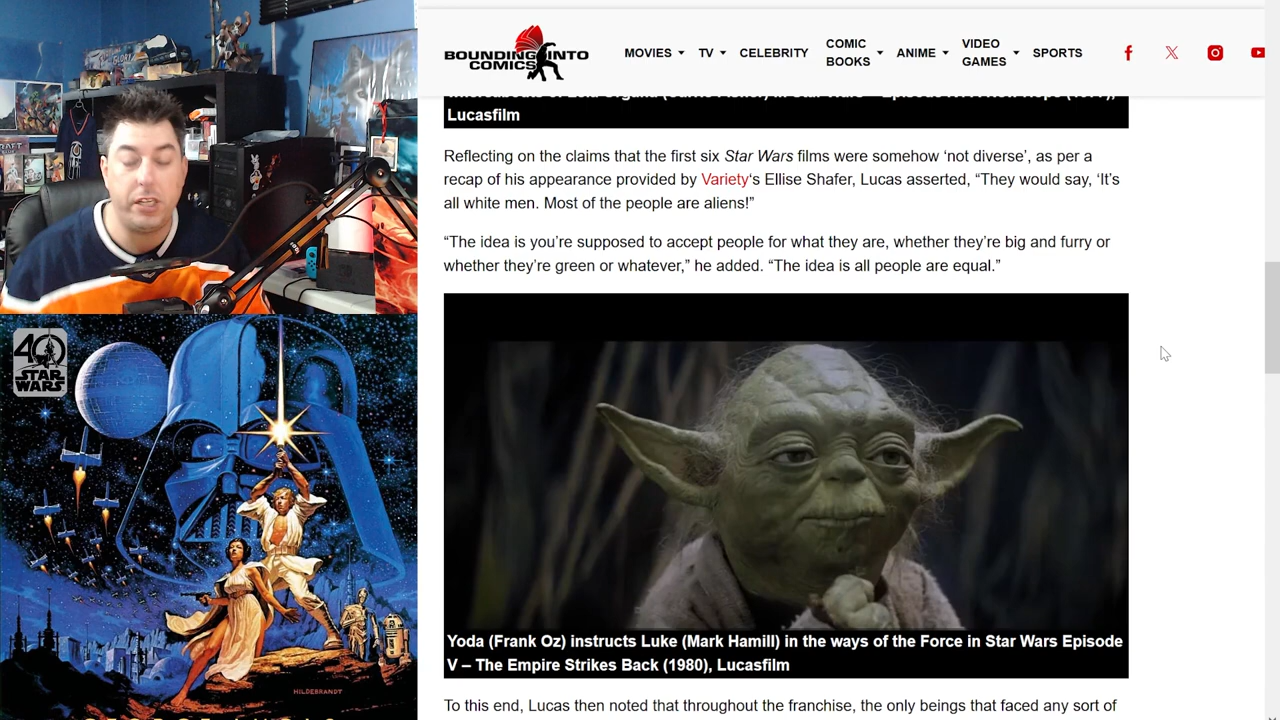 BOUNDING INTO
COMICS
MOVIES
TV
CELEBRITY
COMIC
BOOKS
ANIME
VIDEO
GAMES
SPORTS
Lucasfilm
Reflecting on the claims that the first six Star Wars films were somehow ‘not diverse’, as per a
recap of his appearance provided by Variety‘s Ellise Shafer, Lucas asserted, “They would say, ‘It’s
all white men. Most of the people are aliens!”
“The idea is you’re supposed to accept people for what they are, whether they’re big and furry or
whether they’re green or whatever,” he added. “The idea is all people are equal.”
Yoda (Frank Oz) instructs Luke (Mark Hamill) in the ways of the Force in Star Wars Episode
V – The Empire Strikes Back (1980), Lucasfilm
To this end, Lucas then noted that throughout the franchise, the only beings that faced any sort of
40
STAR
WARS
HILDEBRANDT